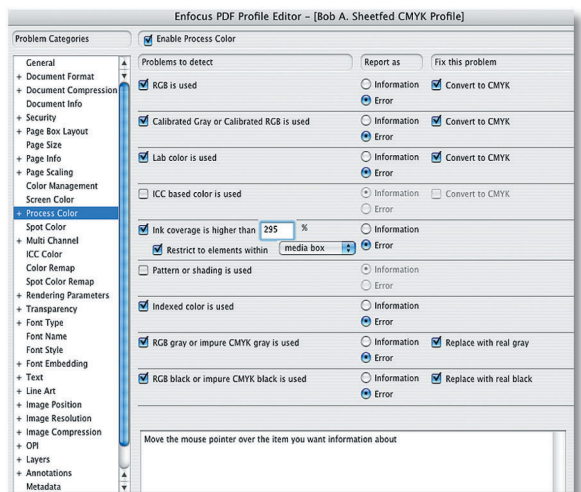 Enfocus PDF Profile Editor – [Bob A. Sheetfed CMYK Profile]
Problem Categories
Enable Process Color
General
+ Document Format
+ Document Compression
Document Info
+ Security
+ Page Box Layout
Page Size
+ Page Info
+ Page Scaling
Color Management
Screen Color
+ Process Color
Spot Color
+ Multi Channel
ICC Color
Color Remap
Spot Color Remap
+ Rendering Parameters
+ Transparency
+ Font Type
Font Name
Font Style
+ Font Embedding
+ Text
+ Line Art
+ Image Position
+ Image Resolution
+ Image Compression
+ OPI
+ Layers
+ Annotations
Metadata
Problems to detect Report as Fix this problem
RGB is used Information Convert to CMYK
Error
Calibrated Gray or Calibrated RGB is used Information Convert to CMYK
Error
Lab color is used Information Convert to CMYK
Error
ICC based color is used Information Convert to CMYK
Error
Ink coverage is higher than 295 % Information
Restrict to elements within media box Error
Pattern or shading is used Information
Error
Indexed color is used Information
Error
RGB gray or impure CMYK gray is used Information Replace with real gray
Error
RGB black or impure CMYK black is used Information Replace with real black
Error
Move the mouse pointer over the item you want information about